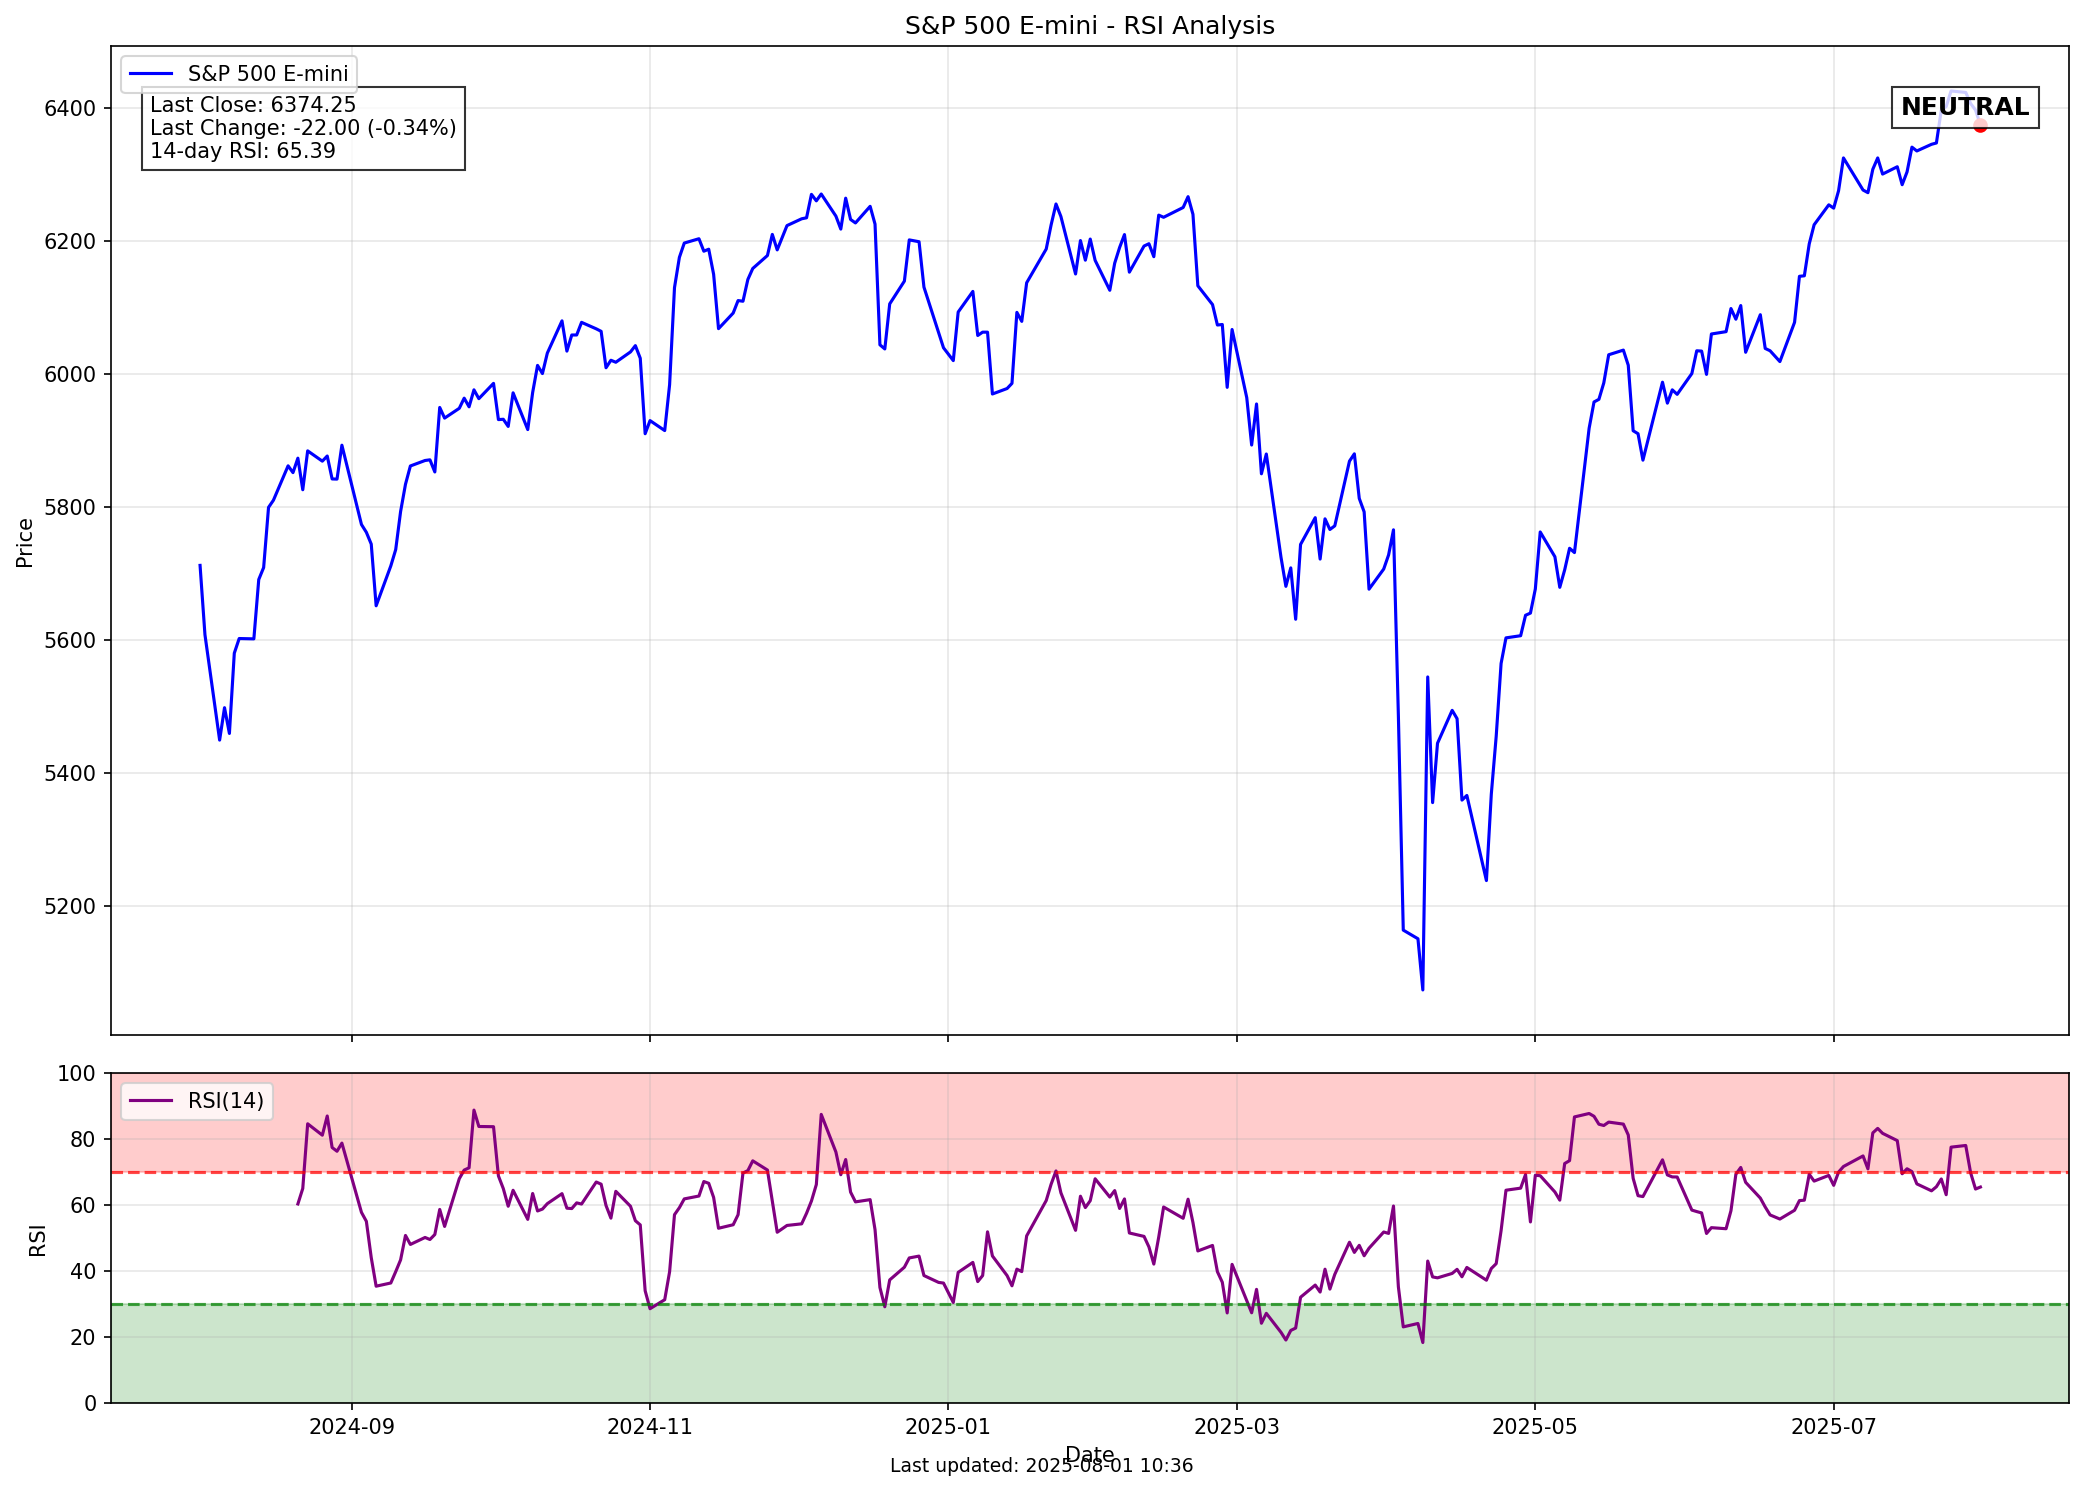 S&P 500 E-mini - RSI Analysis
S&P 500 E-mini
Last Close: 6374.25
Last Change: -22.00 (-0.34%)
14-day RSI: 65.39
NEUTRAL
Price
6400
6200
6000
5800
5600
5400
5200
RSI(14)
RSI
100
80
60
40
20
0
2024-09
2024-11
2025-01
2025-03
2025-05
2025-07
Date
Last updated: 2025-08-01 10:36